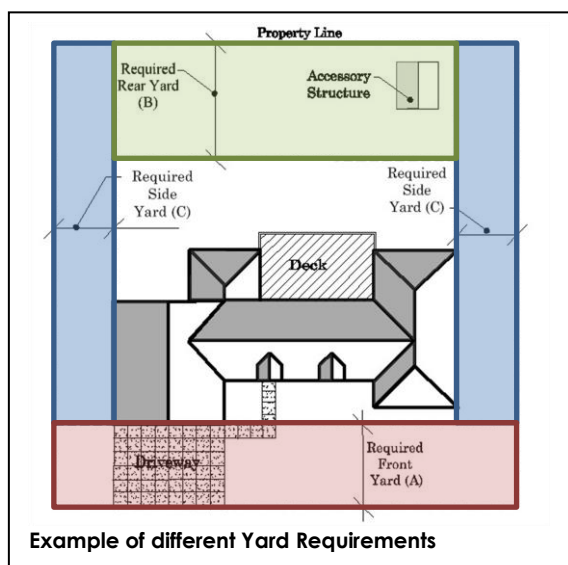 Property Line
Required
Rear Yard
(B)
Accessory
Structure
Required
Side
Yard (C)
Required
Side
Yard (C)
Deck
Driveway
Required
Front
Yard (A)
Example of different Yard Requirements